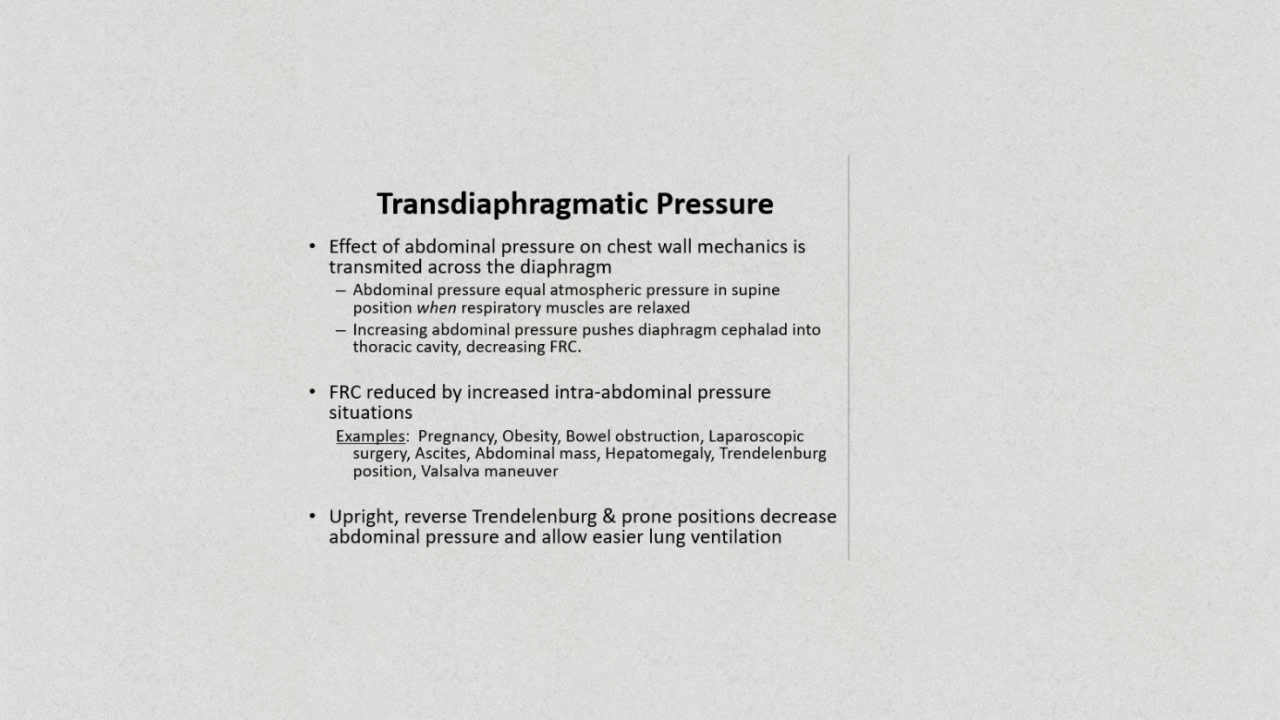 Transdiaphragmatic Pressure
• Effect of abdominal pressure on chest wall mechanics is
transmited across the diaphragm
– Abdominal pressure equal atmospheric pressure in supine
position when respiratory muscles are relaxed
– Increasing abdominal pressure pushes diaphragm cephalad into
thoracic cavity, decreasing FRC.
• FRC reduced by increased intra-abdominal pressure
situations
Examples: Pregnancy, Obesity, Bowel obstruction, Laparoscopic
surgery, Ascites, Abdominal mass, Hepatomegaly, Trendelenburg
position, Valsalva maneuver
• Upright, reverse Trendelenburg & prone positions decrease
abdominal pressure and allow easier lung ventilation